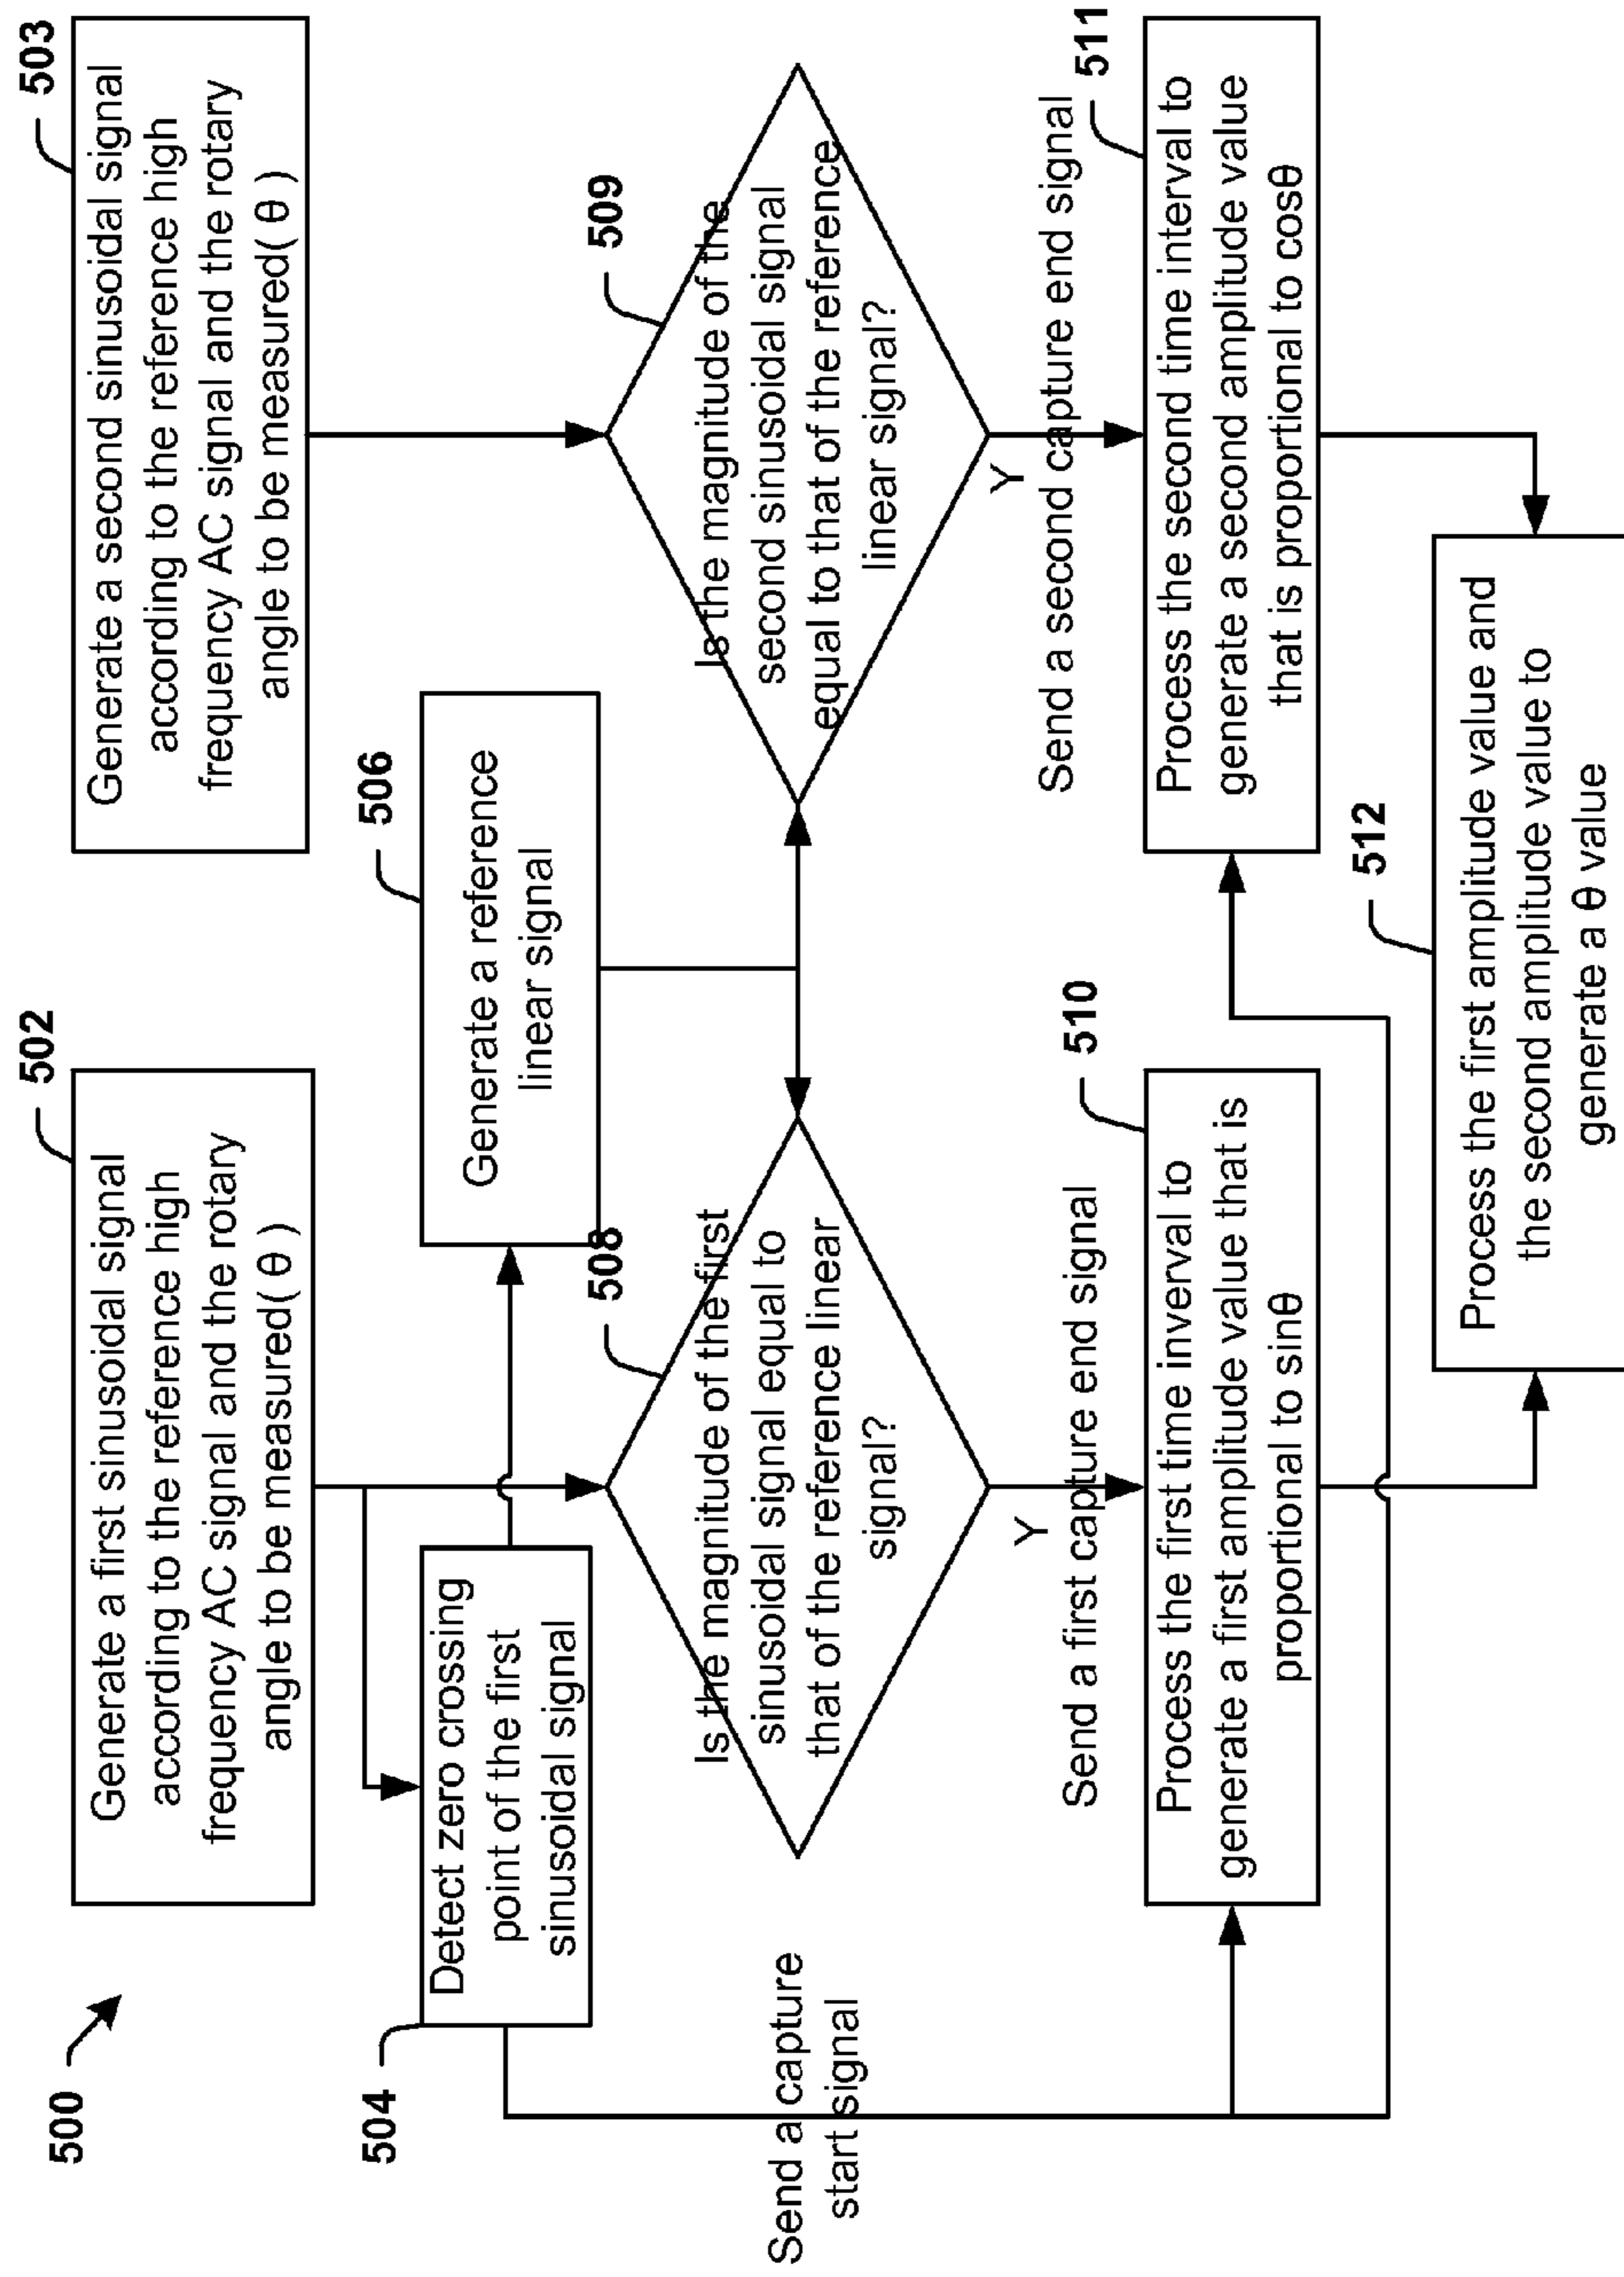 500
502
Generate a first sinusoidal signal
according to the reference high
frequency AC signal and the rotary
angle to be measured( θ )
503
Generate a second sinusoidal signal
according to the reference high
frequency AC signal and the rotary
angle to be measured( θ )
504
Detect zero crossing
point of the first
sinusoidal signal
506
Generate a reference
linear signal
508
Is the magnitude of the first
sinusoidal signal equal to
that of the reference linear
signal?
509
Is the magnitude of the
second sinusoidal signal
equal to that of the reference
linear signal?
Send a capture
start signal
Y
Send a first capture end signal
Y
Send a second capture end signal
510
Process the first time inverval to
generate a first amplitude value that is
proportional to sinθ
511
Process the second time interval to
generate a second amplitude value
that is proportional to cosθ
512
Process the first amplitude value and
the second amplitude value to
generate a θ value